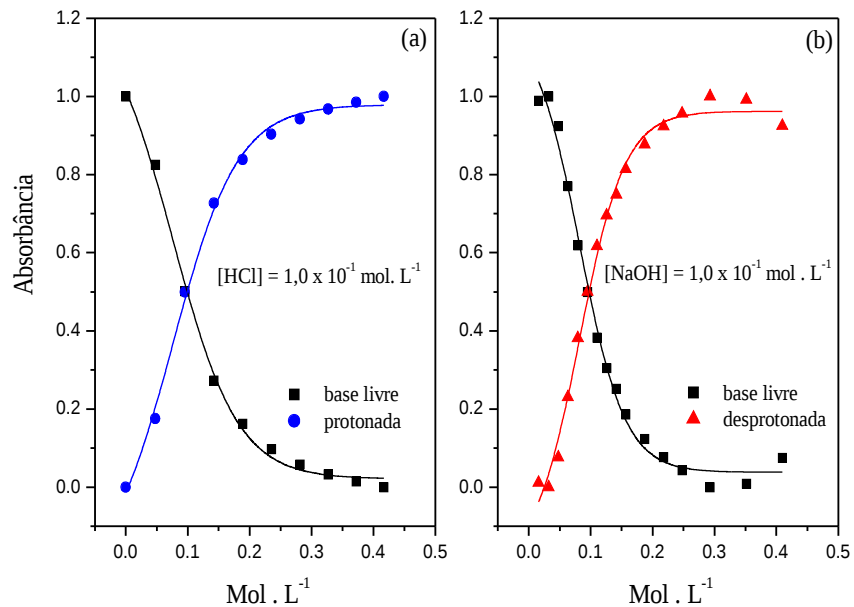 (a)
1.2
1.0
0.8
0.6
0.4
0.2
0.0
Absorbância
[HCl] = 1,0 x 10⁻¹ mol. L⁻¹
base livre
protonada
0.0 0.1 0.2 0.3 0.4 0.5
Mol . L⁻¹
(b)
1.2
1.0
0.8
0.6
0.4
0.2
0.0
[NaOH] = 1,0 x 10⁻¹ mol . L⁻¹
base livre
desprotonada
0.0 0.1 0.2 0.3 0.4 0.5
Mol . L⁻¹